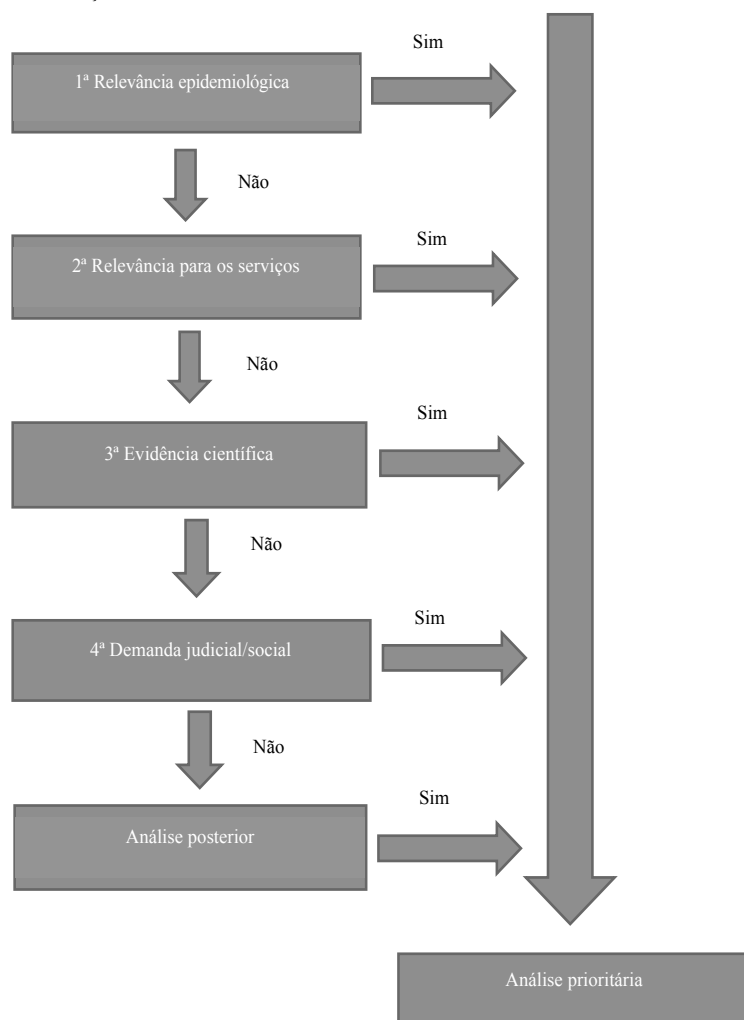 Sim
1ª Relevância epidemiológica
Não
Sim
2ª Relevância para os serviços
Não
Sim
3ª Evidência científica
Não
Sim
4ª Demanda judicial/social
Não
Sim
Análise posterior
Análise prioritária